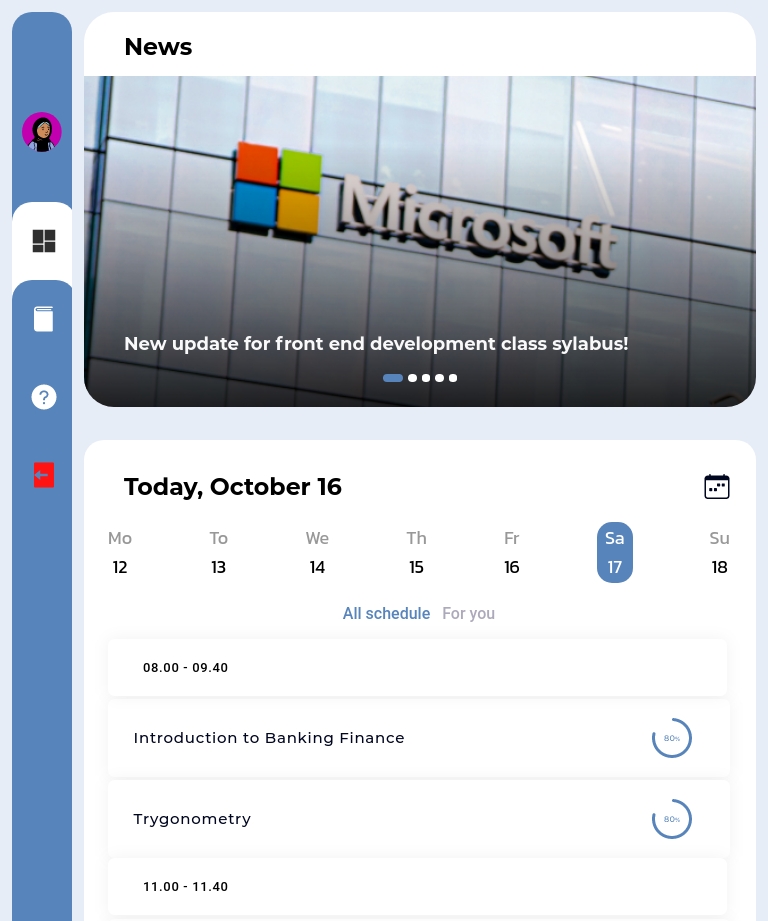 News
Microsoft
New update for front end development class sylabus!
Today, October 16
Mo To We Th Fr Sa Su
12 13 14 15 16 17 18
All schedule For you
08.00 - 09.40
Introduction to Banking Finance 80%
Trygonometry 80%
11.00 - 11.40